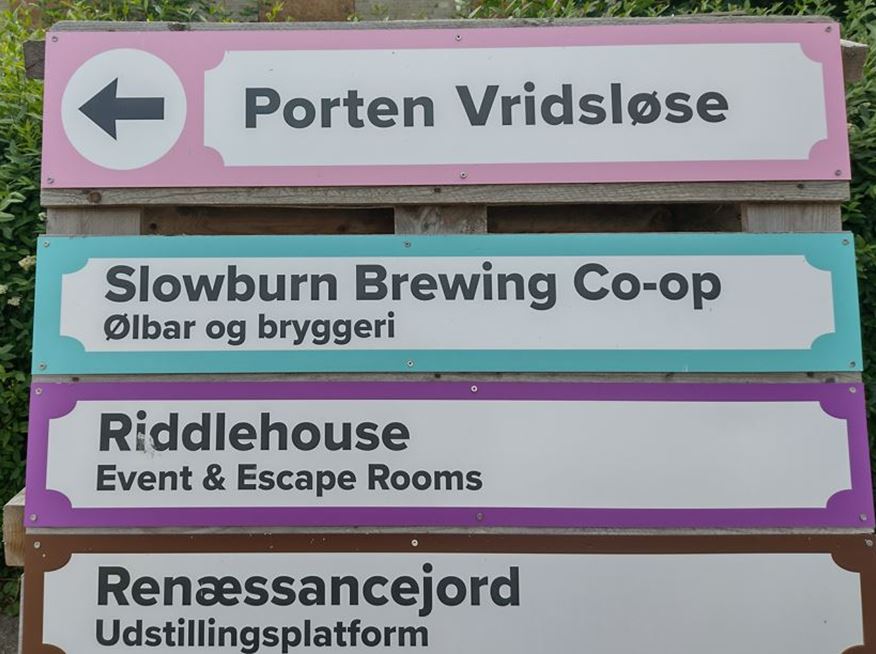 Porten Vridsløse
Slowburn Brewing Co-op
Ølbar og bryggeri
Riddlehouse
Event & Escape Rooms
Renæssancejord
Udstillingsplatform